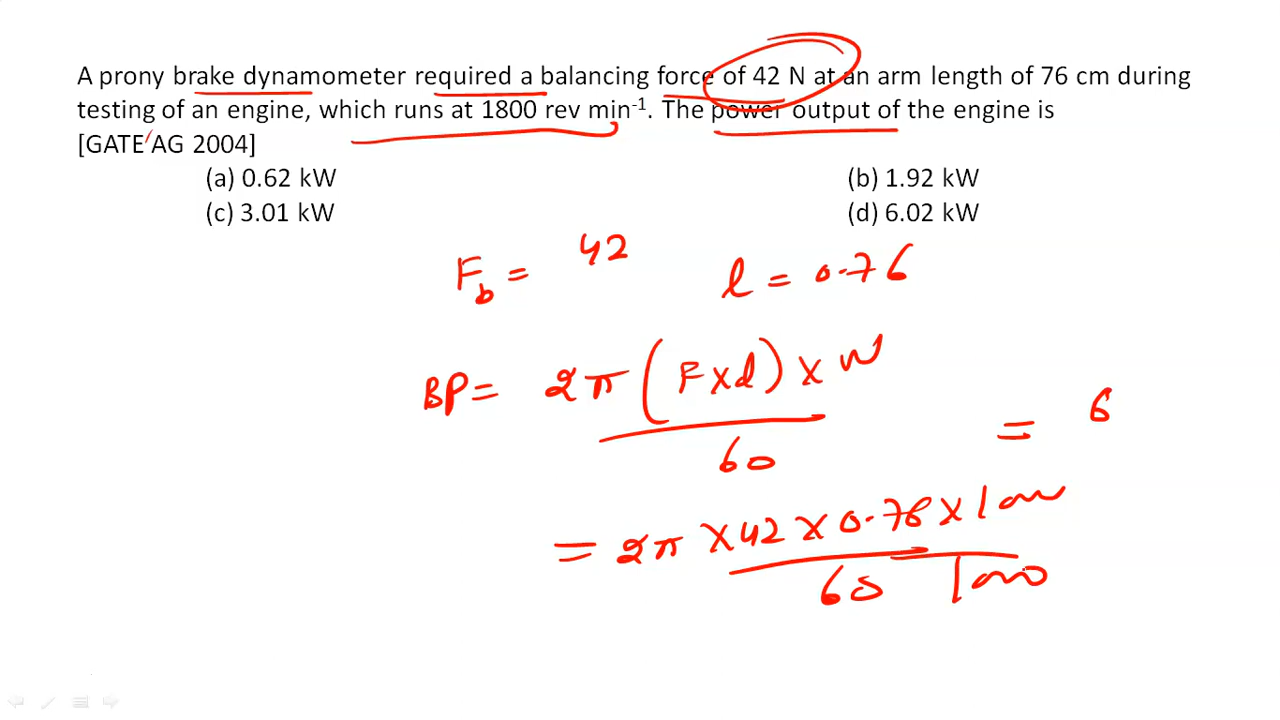 A prony brake dynamometer required a balancing force of 42 N at an arm length of 76 cm during
testing of an engine, which runs at 1800 rev min⁻¹. The power output of the engine is
[GATE AG 2004]
(a) 0.62 kW (b) 1.92 kW
(c) 3.01 kW (d) 6.02 kW
F_b = 42 l = 0.76
BP = 2π (F x d) x N
60
= 6
= 2π x 42 x 0.76 x
60 1000